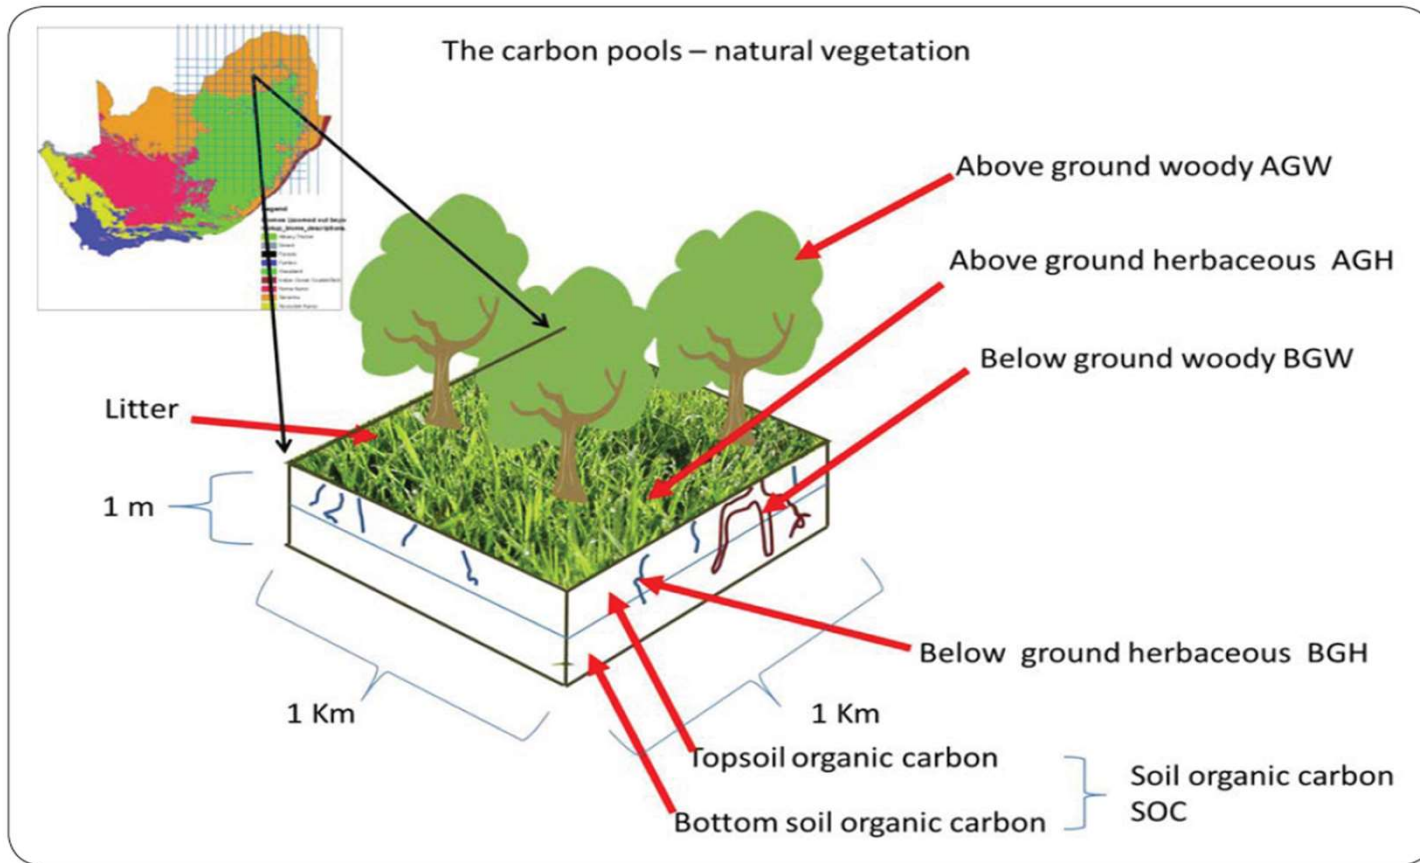 The carbon pools – natural vegetation
Above ground woody AGW
Above ground herbaceous AGH
Below ground woody BGW
Litter
1 m
Below ground herbaceous BGH
1 Km
1 Km
Topsoil organic carbon
Bottom soil organic carbon
Soil organic carbon
SOC
Legend